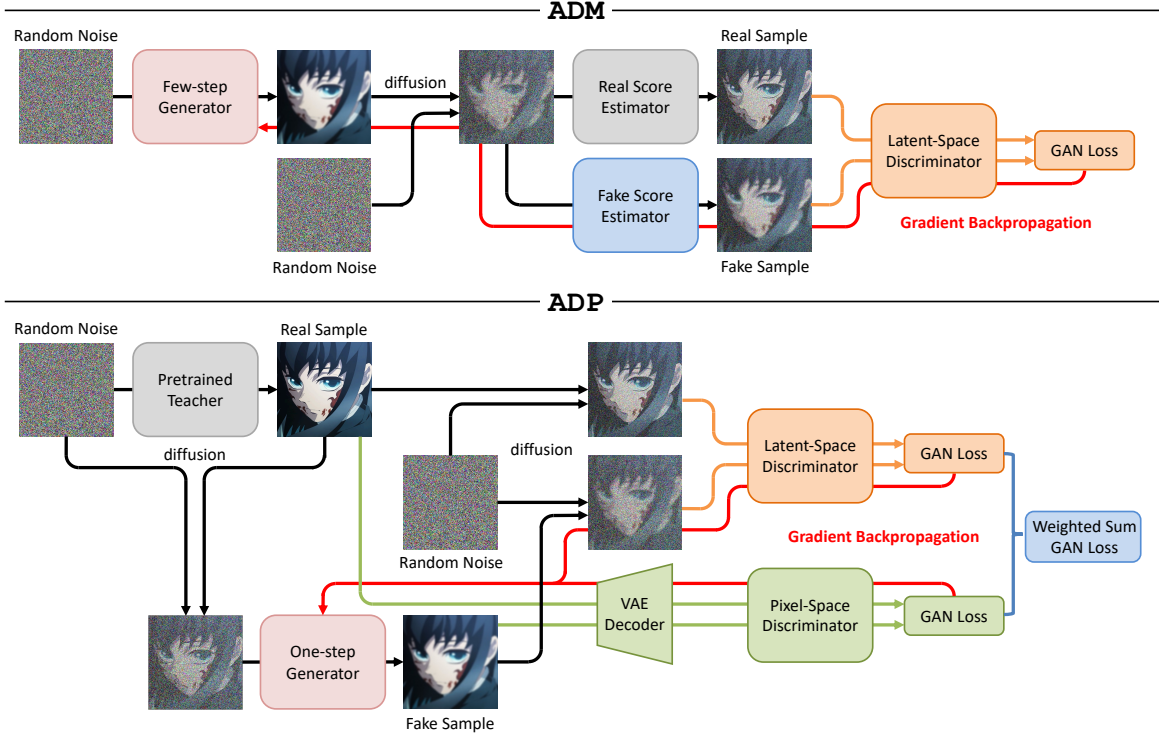 ADM
Random Noise
Few-step
Generator
diffusion
Random Noise
Real Score
Estimator
Fake Score
Estimator
Real Sample
Fake Sample
Latent-Space
Discriminator
GAN Loss
Gradient Backpropagation
ADP
Random Noise
Pretrained
Teacher
Real Sample
diffusion
One-step
Generator
Fake Sample
diffusion
Random Noise
Latent-Space
Discriminator
GAN Loss
Gradient Backpropagation
VAE
Decoder
Pixel-Space
Discriminator
GAN Loss
Weighted Sum
GAN Loss